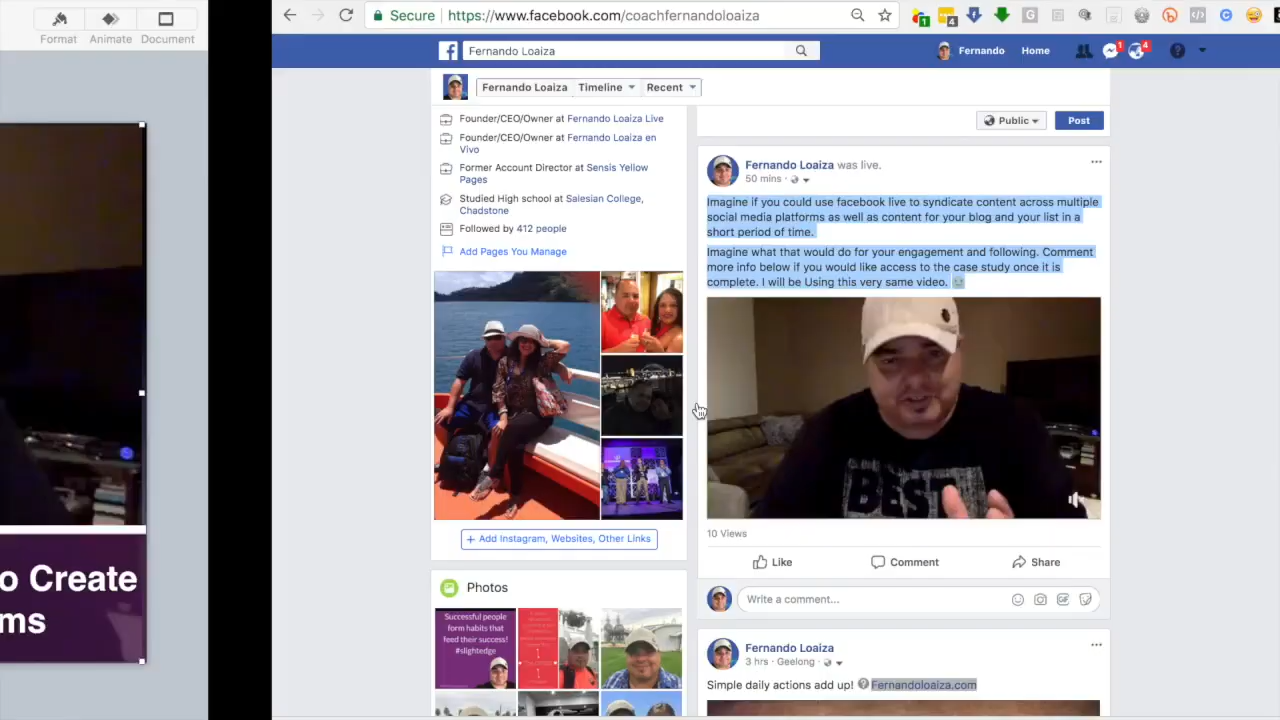 Format Animate Document
o Create
ms
Secure https://www.facebook.com/coachfernandoloaiza
1 4
Fernando Loaiza
Fernando Home 1 4
Fernando Loaiza Timeline Recent
Founder/CEO/Owner at Fernando Loaiza Live
Founder/CEO/Owner at Fernando Loaiza en
Vivo
Former Account Director at Sensis Yellow
Pages
Studied High school at Salesian College,
Chadstone
Followed by 412 people
Add Pages You Manage
+ Add Instagram, Websites, Other Links
Photos
Successful people
form habits that
feed their success!
#slightedge
Public Post
Fernando Loaiza was live.
50 mins ·
Imagine if you could use facebook live to syndicate content across multiple
social media platforms as well as content for your blog and your list in a
short period of time.
Imagine what that would do for your engagement and following. Comment
more info below if you would like access to the case study once it is
complete. I will be Using this very same video.
BEST
10 Views
Like Comment Share
Write a comment...
GIF
Fernando Loaiza
3 hrs · Geelong ·
Simple daily actions add up! Fernandoloaiza.com